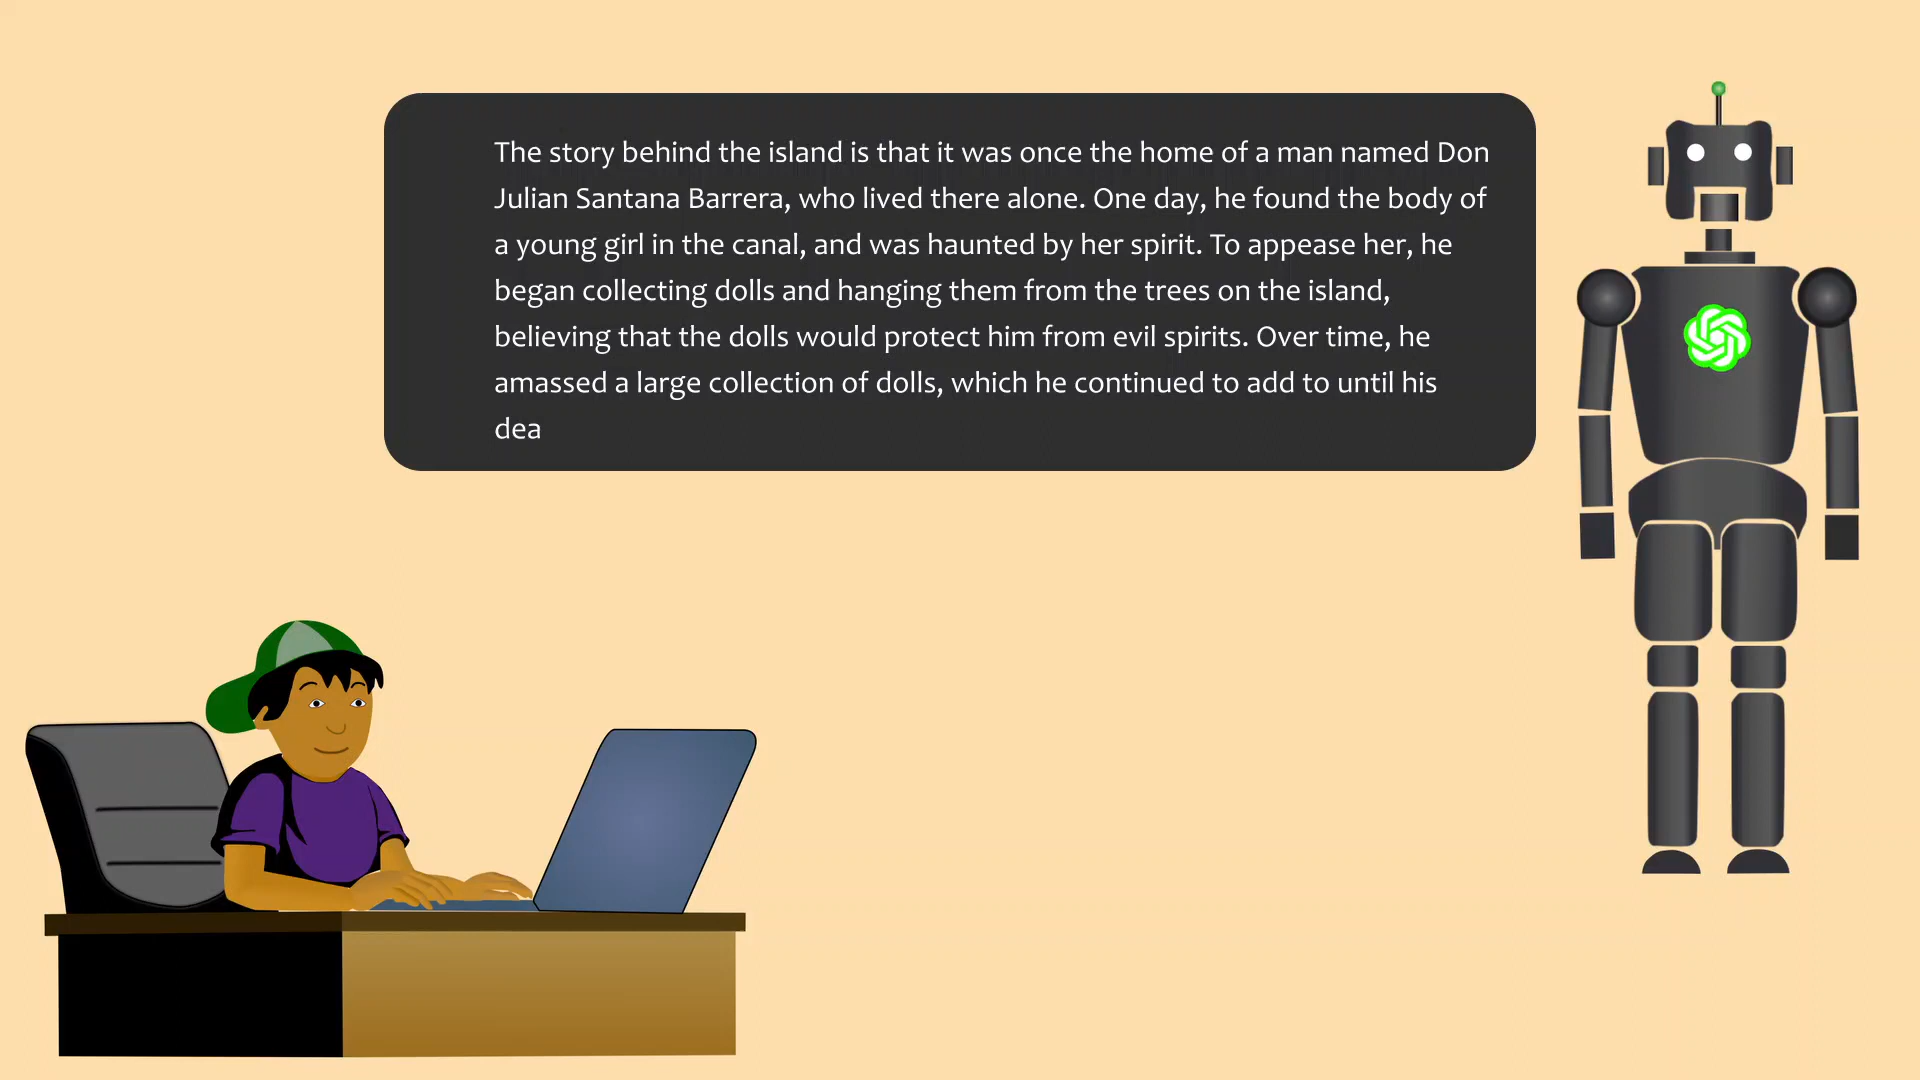 The story behind the island is that it was once the home of a man named Don
Julian Santana Barrera, who lived there alone. One day, he found the body of
a young girl in the canal, and was haunted by her spirit. To appease her, he
began collecting dolls and hanging them from the trees on the island,
believing that the dolls would protect him from evil spirits. Over time, he
amassed a large collection of dolls, which he continued to add to until his
dea